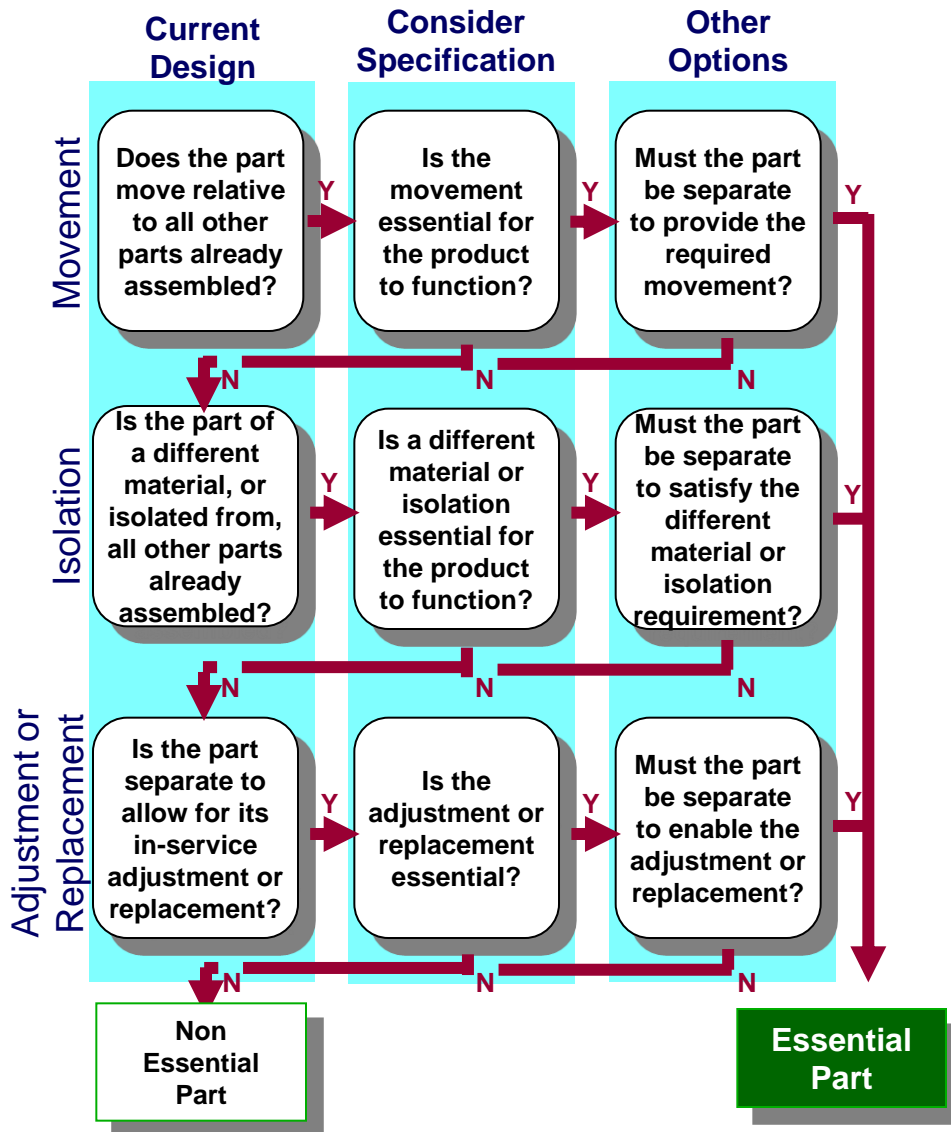 Current
Design
Consider
Specification
Other
Options
Movement
Does the part
move relative
to all other
parts already
assembled?
Y
Is the
movement
essential for
the product
to function?
Y
Must the part
be separate
to provide the
required
movement?
Y
N
N
N
Isolation
Is the part of
a different
material, or
isolated from,
all other parts
already
assembled?
Y
Is a different
material or
isolation
essential for
the product
to function?
Y
Must the part
be separate
to satisfy the
different
material or
isolation
requirement?
Y
N
N
N
Adjustment or
Replacement
Is the part
separate to
allow for its
in-service
adjustment or
replacement?
Y
Is the
adjustment or
replacement
essential?
Y
Must the part
be separate
to enable the
adjustment or
replacement?
Y
N
N
N
Non
Essential
Part
Essential
Part